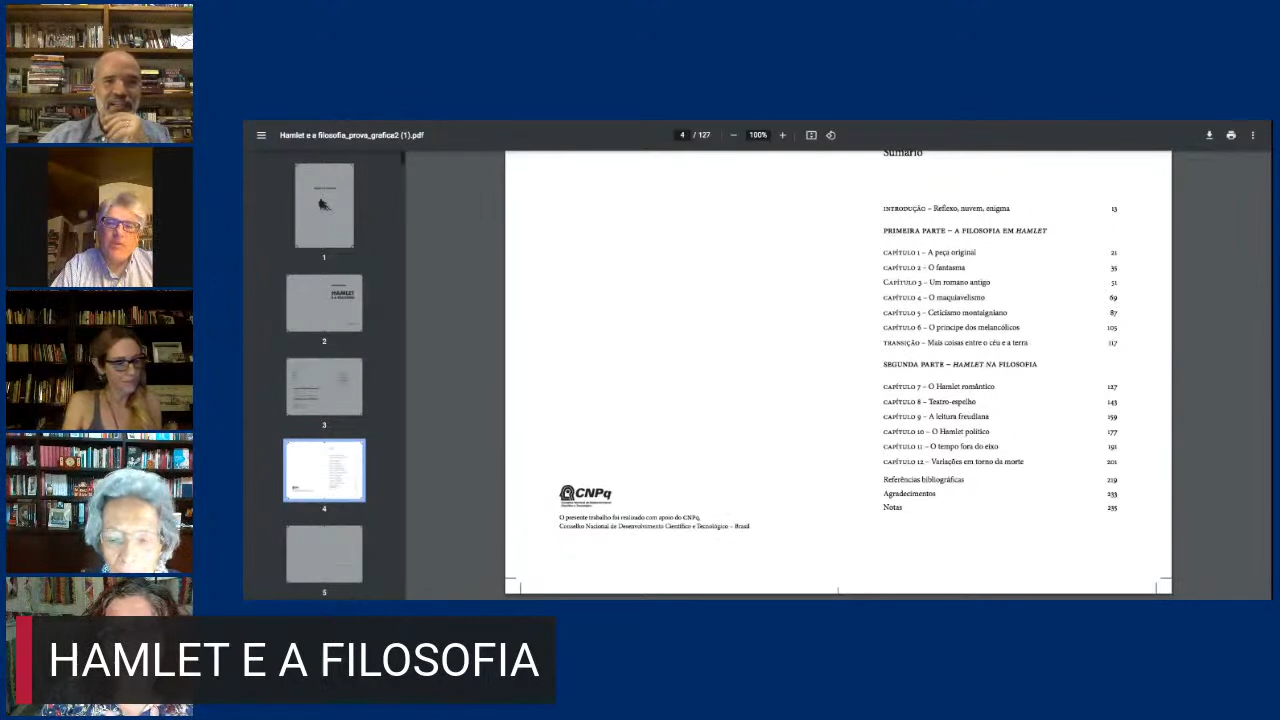 Hamlet e a filosofia_prova_grafica2 (1).pdf
4 / 127
100%
1
2
3
4
5
Sumário
INTRODUÇÃO – Reflexo, nuvem, enigma 13
PRIMEIRA PARTE – A FILOSOFIA EM HAMLET
CAPÍTULO 1 – A peça original 21
CAPÍTULO 2 – O fantasma 35
CAPÍTULO 3 – Um romano antigo 51
CAPÍTULO 4 – O maquiavelismo 69
CAPÍTULO 5 – Ceticismo montaigniano 87
CAPÍTULO 6 – O príncipe dos melancólicos 105
TRANSIÇÃO – Mais coisas entre o céu e a terra 117
SEGUNDA PARTE – HAMLET NA FILOSOFIA
CAPÍTULO 7 – O Hamlet romântico 127
CAPÍTULO 8 – Teatro-espelho 143
CAPÍTULO 9 – A leitura freudiana 159
CAPÍTULO 10 – O Hamlet político 177
CAPÍTULO 11 – O tempo fora do eixo 191
CAPÍTULO 12 – Variações em torno da morte 201
Referências bibliográficas 219
Agradecimentos 233
Notas 235
CNPq
O presente trabalho foi realizado com apoio do CNPq,
Conselho Nacional de Desenvolvimento Científico e Tecnológico – Brasil
HAMLET E A FILOSOFIA